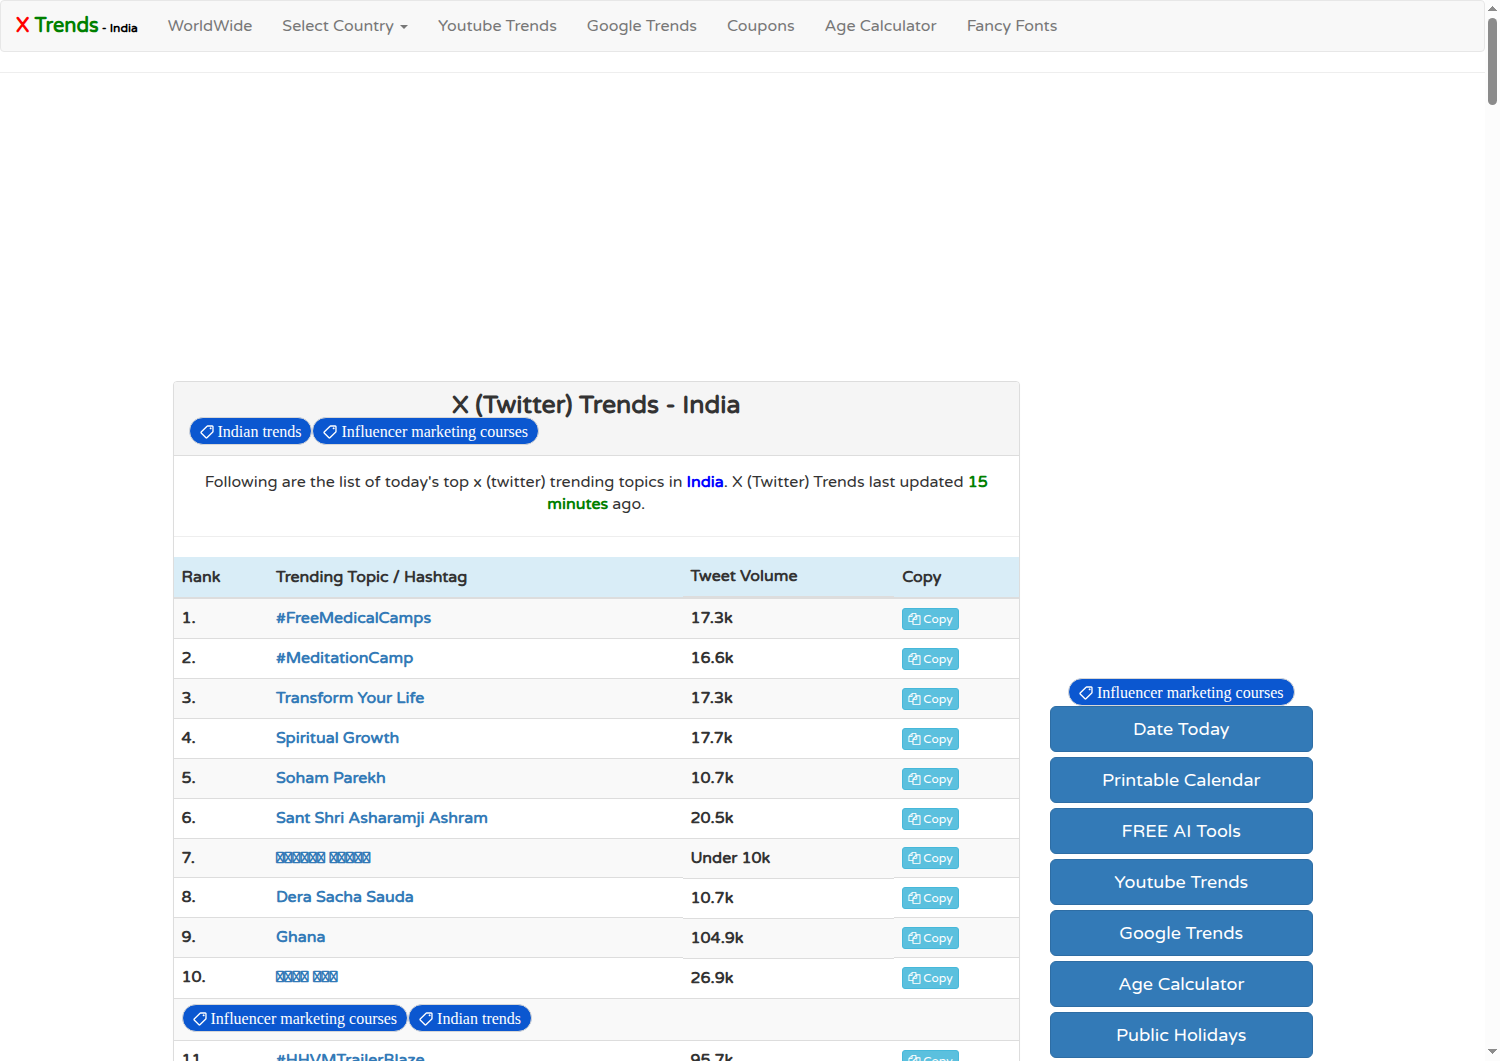 X Trends - India WorldWide Select Country Youtube Trends Google Trends Coupons Age Calculator Fancy Fonts
X (Twitter) Trends - India
Indian trends Influencer marketing courses
Following are the list of today's top x (twitter) trending topics in India. X (Twitter) Trends last updated 15
minutes ago.
Rank Trending Topic / Hashtag Tweet Volume Copy
1. #FreeMedicalCamps 17.3k Copy
2. #MeditationCamp 16.6k Copy
3. Transform Your Life 17.3k Copy
4. Spiritual Growth 17.7k Copy
5. Soham Parekh 10.7k Copy
6. Sant Shri Asharamji Ashram 20.5k Copy
7. Under 10k Copy
8. Dera Sacha Sauda 10.7k Copy
9. Ghana 104.9k Copy
10. 26.9k Copy
Influencer marketing courses Indian trends
11. #HHVMTrailerBlaze 95.7k Copy
Influencer marketing courses
Date Today
Printable Calendar
FREE AI Tools
Youtube Trends
Google Trends
Age Calculator
Public Holidays